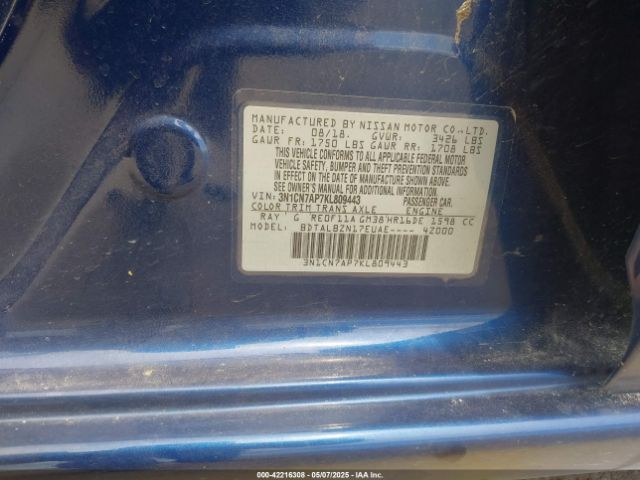 MANUFACTURED BY NISSAN MOTOR CO.,LTD.
DATE: 08/18. GVWR: 3426 LBS
GAWR FR: 1750 LBS GAWR RR: 1708 LBS
THIS VEHICLE CONFORMS TO ALL APPLICABLE FEDERAL MOTOR
VEHICLE SAFETY, BUMPER AND THEFT PREVENTION STANDARDS
IN EFFECT ON THE DATE OF MANUFACTURE SHOWN ABOVE.
SEE OWNER'S MANUAL FOR ADDITIONAL INFORMATION
VIN: 3N1CN7AP7KL809443 PASSENGER CAR.
COLOR TRIM TRANS AXLE ENGINE
RAY G RE0F11A GM38 HR16DE 1598 CC
MODEL: BDTALBZN17EUAE---- 42000
3N1CN7AP7KL809443
000-42216308 - 05/07/2025 - IAAI.COM